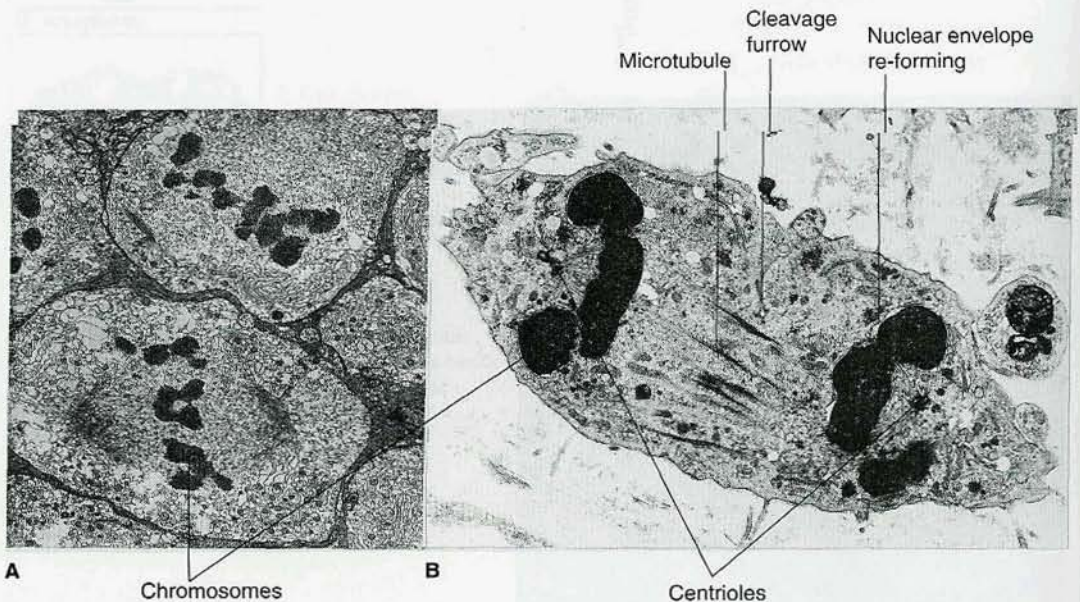 Cleavage
furrow
Microtubule
Nuclear envelope
re-forming
A
B
Chromosomes
Centrioles